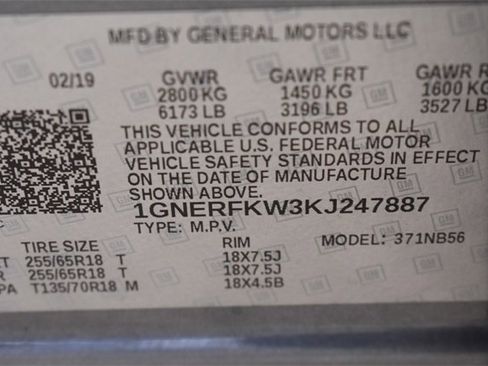 MFD BY GENERAL MOTORS LLC
02/19 GVWR GAWR FRT GAWR R
2800 KG 1450 KG 1600 KG
6173 LB 3196 LB 3527 LB
THIS VEHICLE CONFORMS TO ALL
APPLICABLE U.S. FEDERAL MOTOR
VEHICLE SAFETY STANDARDS IN EFFECT
ON THE DATE OF MANUFACTURE
SHOWN ABOVE.
1GNERFKW3KJ247887
TYPE: M.P.V. MODEL: 371NB56
TIRE SIZE RIM
T 255/65R18 T 18X7.5J
R 255/65R18 T 18X7.5J
PA T135/70R18 M 18X4.5B